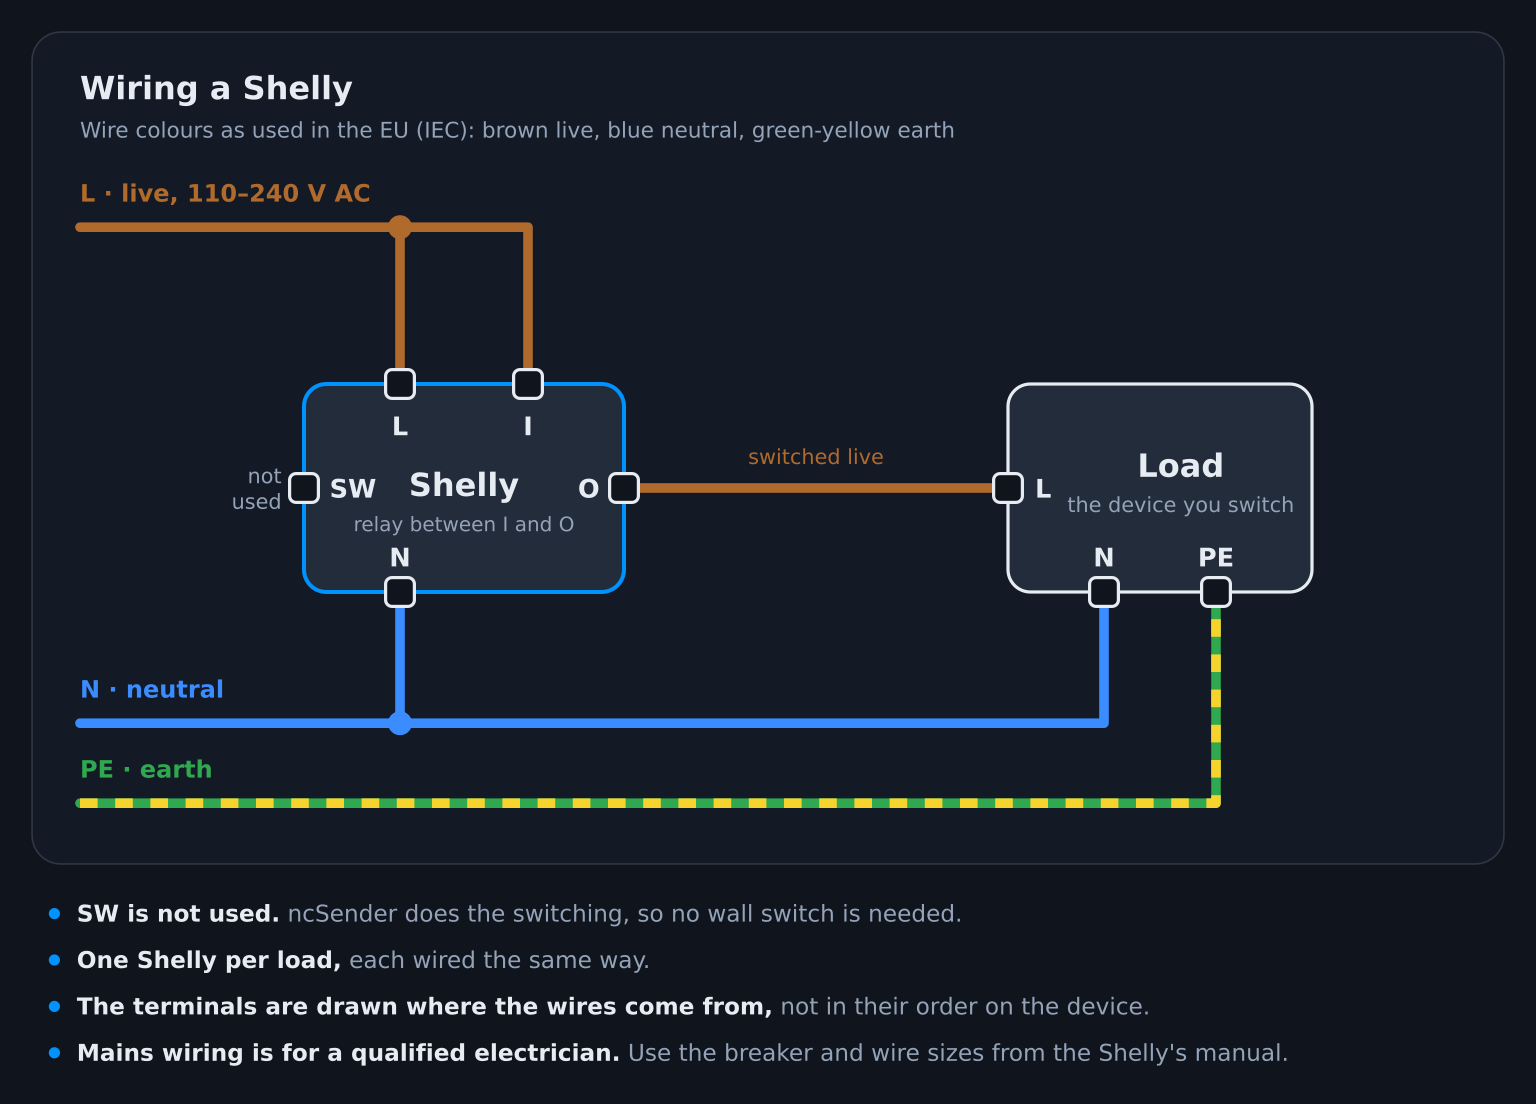 Wiring a Shelly
Wire colours as used in the EU (IEC): brown live, blue neutral, green-yellow earth
L · live, 110–240 V AC
L
I
not
used
SW
Shelly
O
relay between I and O
N
switched live
L
Load
the device you switch
N
PE
N · neutral
PE · earth
SW is not used. ncSender does the switching, so no wall switch is needed.
One Shelly per load, each wired the same way.
The terminals are drawn where the wires come from, not in their order on the device.
Mains wiring is for a qualified electrician. Use the breaker and wire sizes from the Shelly's manual.